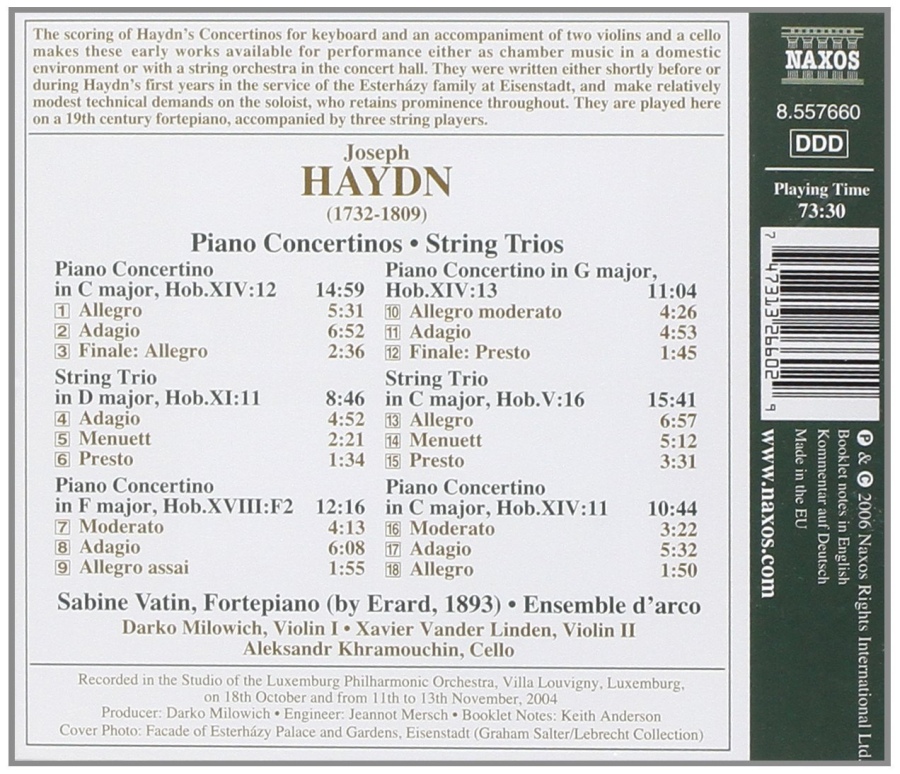 The scoring of Haydn's Concertinos for keyboard and an accompaniment of two violins and a cello
makes these early works available for performance either as chamber music in a domestic
environment or with a string orchestra in the concert hall. They were written either shortly before or
during Haydn's first years in the service of the Esterházy family at Eisenstadt, and make relatively
modest technical demands on the soloist, who retains prominence throughout. They are played here
on a 19th century fortepiano, accompanied by three string players.
Joseph
HAYDN
(1732-1809)
Piano Concertinos • String Trios
Piano Concertino
in C major, Hob.XIV:12 14:59
1 Allegro 5:31
2 Adagio 6:52
3 Finale: Allegro 2:36
String Trio
in D major, Hob.XI:11 8:46
4 Adagio 4:52
5 Menuett 2:21
6 Presto 1:34
Piano Concertino
in F major, Hob.XVIII:F2 12:16
7 Moderato 4:13
8 Adagio 6:08
9 Allegro assai 1:55
Piano Concertino in G major,
Hob.XIV:13 11:04
10 Allegro moderato 4:26
11 Adagio 4:53
12 Finale: Presto 1:45
String Trio
in C major, Hob.V:16 15:41
13 Allegro 6:57
14 Menuett 5:12
15 Presto 3:31
Piano Concertino
in C major, Hob.XIV:11 10:44
16 Moderato 3:22
17 Adagio 5:32
18 Allegro 1:50
Sabine Vatin, Fortepiano (by Erard, 1893) • Ensemble d'arco
Darko Milowich, Violin I • Xavier Vander Linden, Violin II
Aleksandr Khramouchin, Cello
Recorded in the Studio of the Luxemburg Philharmonic Orchestra, Villa Louvigny, Luxemburg,
on 18th October and from 11th to 13th November, 2004
Producer: Darko Milowich • Engineer: Jeannot Mersch • Booklet Notes: Keith Anderson
Cover Photo: Facade of Esterházy Palace and Gardens, Eisenstadt (Graham Salter/Lebrecht Collection)
NAXOS
8.557660
DDD
Playing Time
73:30
7 47313 26602 9
℗ & © 2006 Naxos Rights International Ltd.
Booklet notes in English
Kommentar auf Deutsch
Made in the EU
www.naxos.com